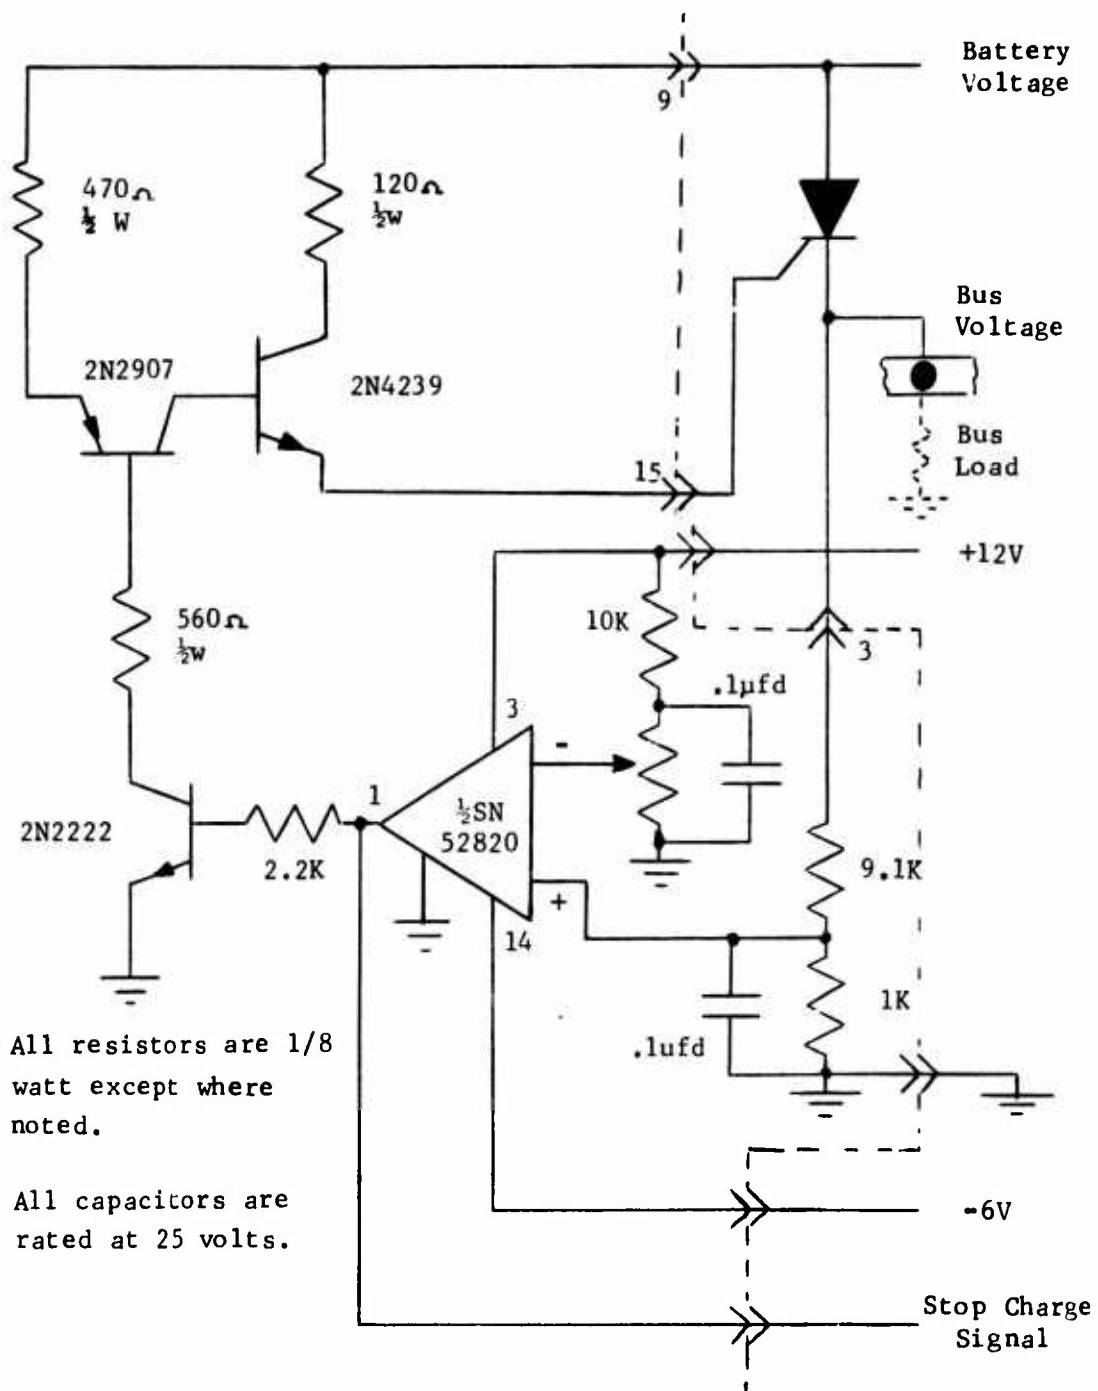 Battery
Voltage
9
470Ω
½ W
120Ω
½W
Bus
Voltage
2N2907
2N4239
Bus
Load
15
+12V
560Ω
½W
10K
3
.1µfd
3
-
1
½SN
52820
2N2222
2.2K
9.1K
+
14
1K
.1ufd
All resistors are 1/8
watt except where
noted.
All capacitors are
rated at 25 volts.
-6V
Stop Charge
Signal